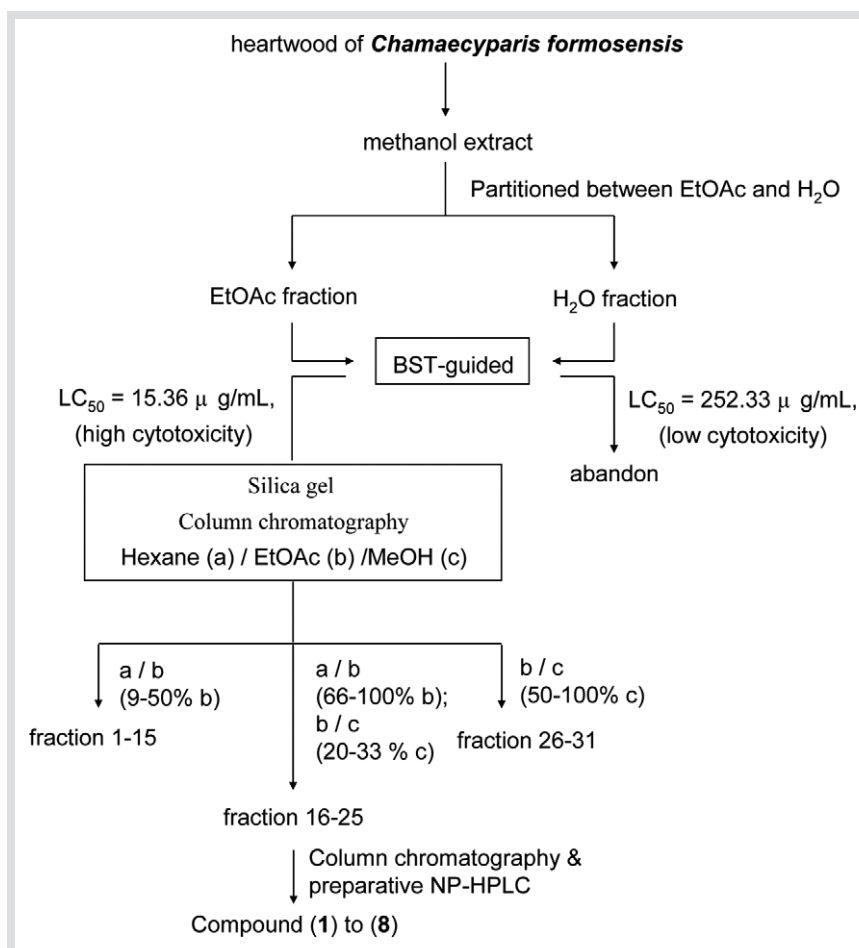 heartwood of Chamaecyparis formosensis
methanol extract
Partitioned between EtOAc and H₂O
EtOAc fraction
H₂O fraction
BST-guided
LC₅₀ = 15.36 μ g/mL,
(high cytotoxicity)
LC₅₀ = 252.33 μ g/mL,
(low cytotoxicity)
abandon
Silica gel
Column chromatography
Hexane (a) / EtOAc (b) /MeOH (c)
a / b
(9-50% b)
fraction 1-15
a / b
(66-100% b);
b / c
(20-33 % c)
b / c
(50-100% c)
fraction 26-31
fraction 16-25
Column chromatography &
preparative NP-HPLC
Compound (1) to (8)